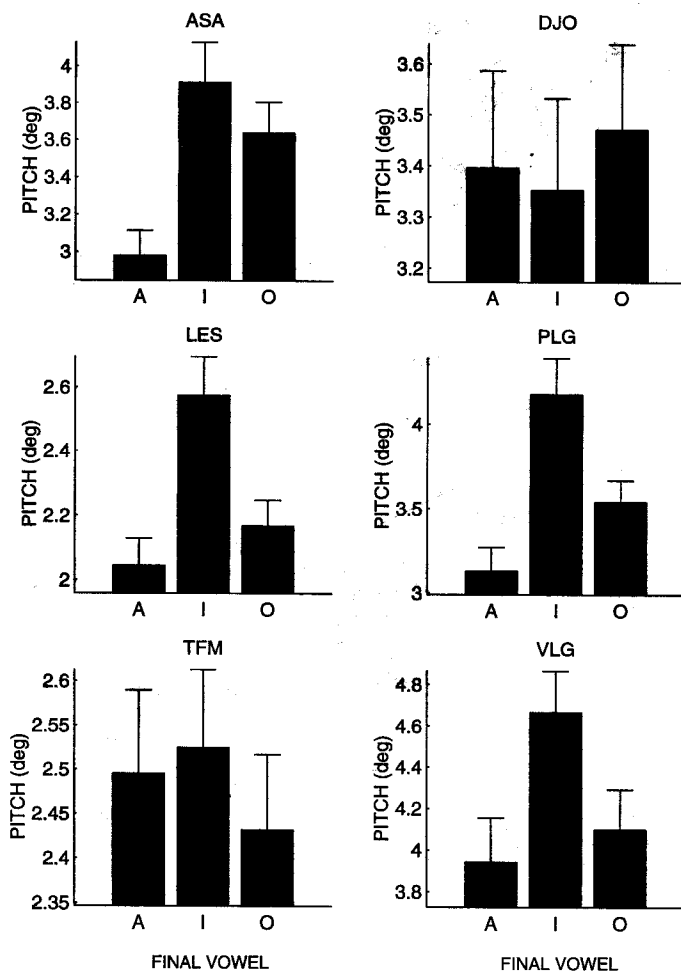 ASA
PITCH (deg)
4
3.8
3.6
3.4
3.2
3
A I O
DJO
PITCH (deg)
3.6
3.5
3.4
3.3
3.2
A I O
LES
PITCH (deg)
2.6
2.4
2.2
2
A I O
PLG
PITCH (deg)
4
3.5
3
A I O
TFM
PITCH (deg)
2.6
2.55
2.5
2.45
2.4
2.35
A I O
FINAL VOWEL
VLG
PITCH (deg)
4.8
4.6
4.4
4.2
4
3.8
A I O
FINAL VOWEL